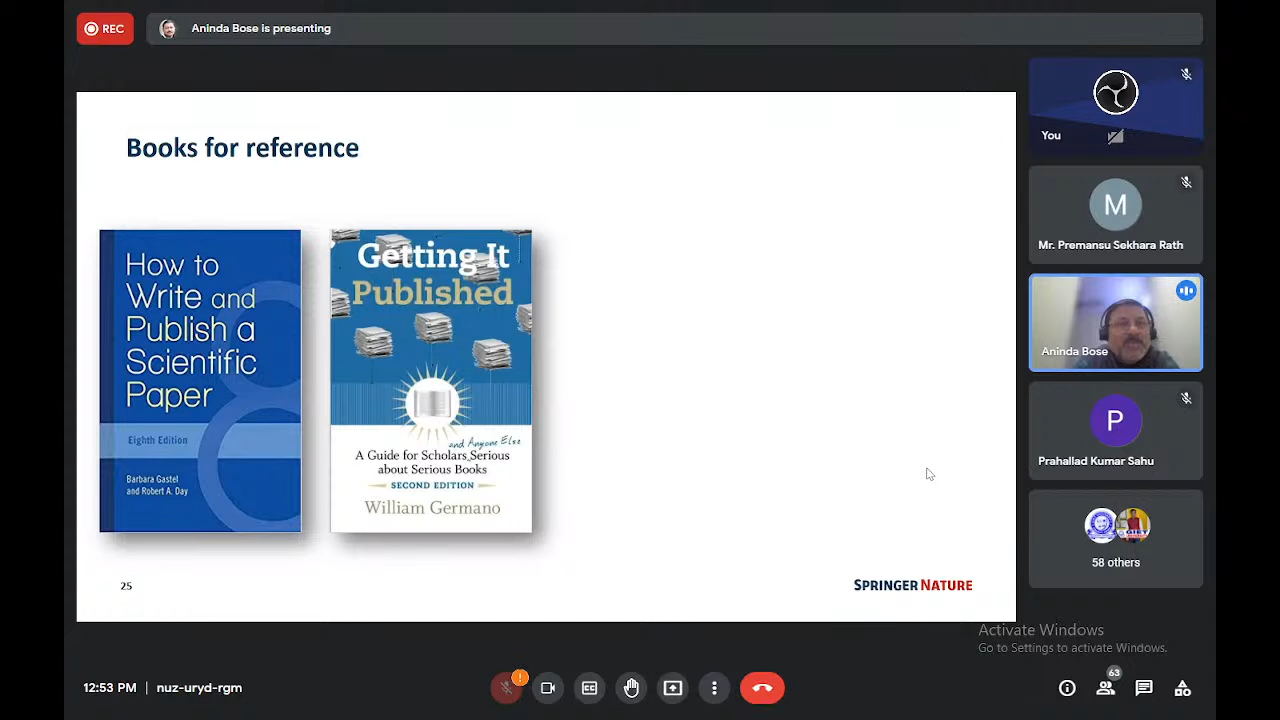 REC
Aninda Bose is presenting
Books for reference
How to
Write and
Publish a
Scientific
Paper
8
Eighth Edition
Barbara Gastel
and Robert A. Day
Getting It
Published
and Anyone Else
A Guide for Scholars Serious
about Serious Books
SECOND EDITION
William Germano
25
SPRINGER NATURE
You
M
Mr. Premansu Sekhara Rath
Aninda Bose
P
Prahallad Kumar Sahu
GIET
58 others
Activate Windows
Go to Settings to activate Windows.
12:53 PM | nuz-uryd-rgm
CC
63